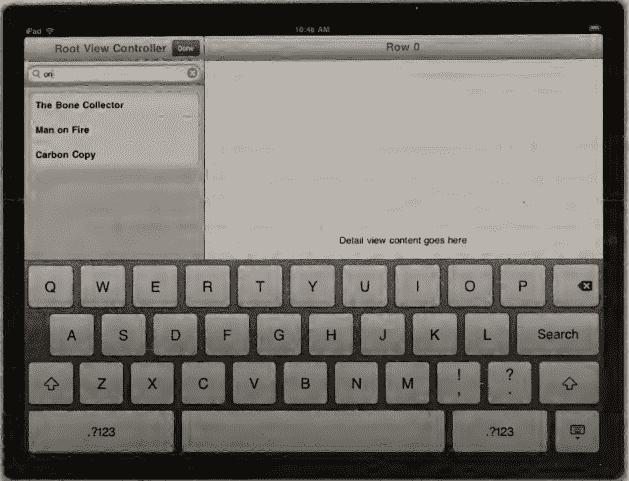 iPad 10:46 AM
Root View Controller Done Row 0
on
The Bone Collector
Man on Fire
Carbon Copy
Detail view content goes here
Q W E R T Y U I O P
A S D F G H J K L Search
Z X C V B N M ! , ? .
.?123 .?123